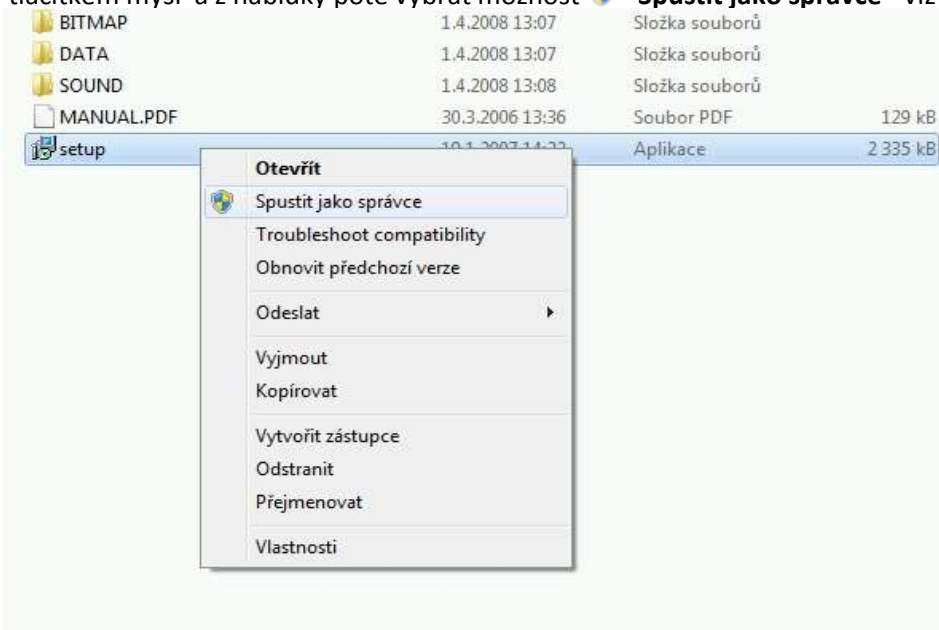 tlačítkem myši a z nabídky poté vybrat možnost "Spustit jako správce" viz
BITMAP 1.4.2008 13:07 Složka souborů
DATA 1.4.2008 13:07 Složka souborů
SOUND 1.4.2008 13:08 Složka souborů
MANUAL.PDF 30.3.2006 13:36 Soubor PDF 129 kB
setup Aplikace 2 335 kB
Otevřít
Spustit jako správce
Troubleshoot compatibility
Obnovit předchozí verze
Odeslat
Vyjmout
Kopírovat
Vytvořit zástupce
Odstranit
Přejmenovat
Vlastnosti